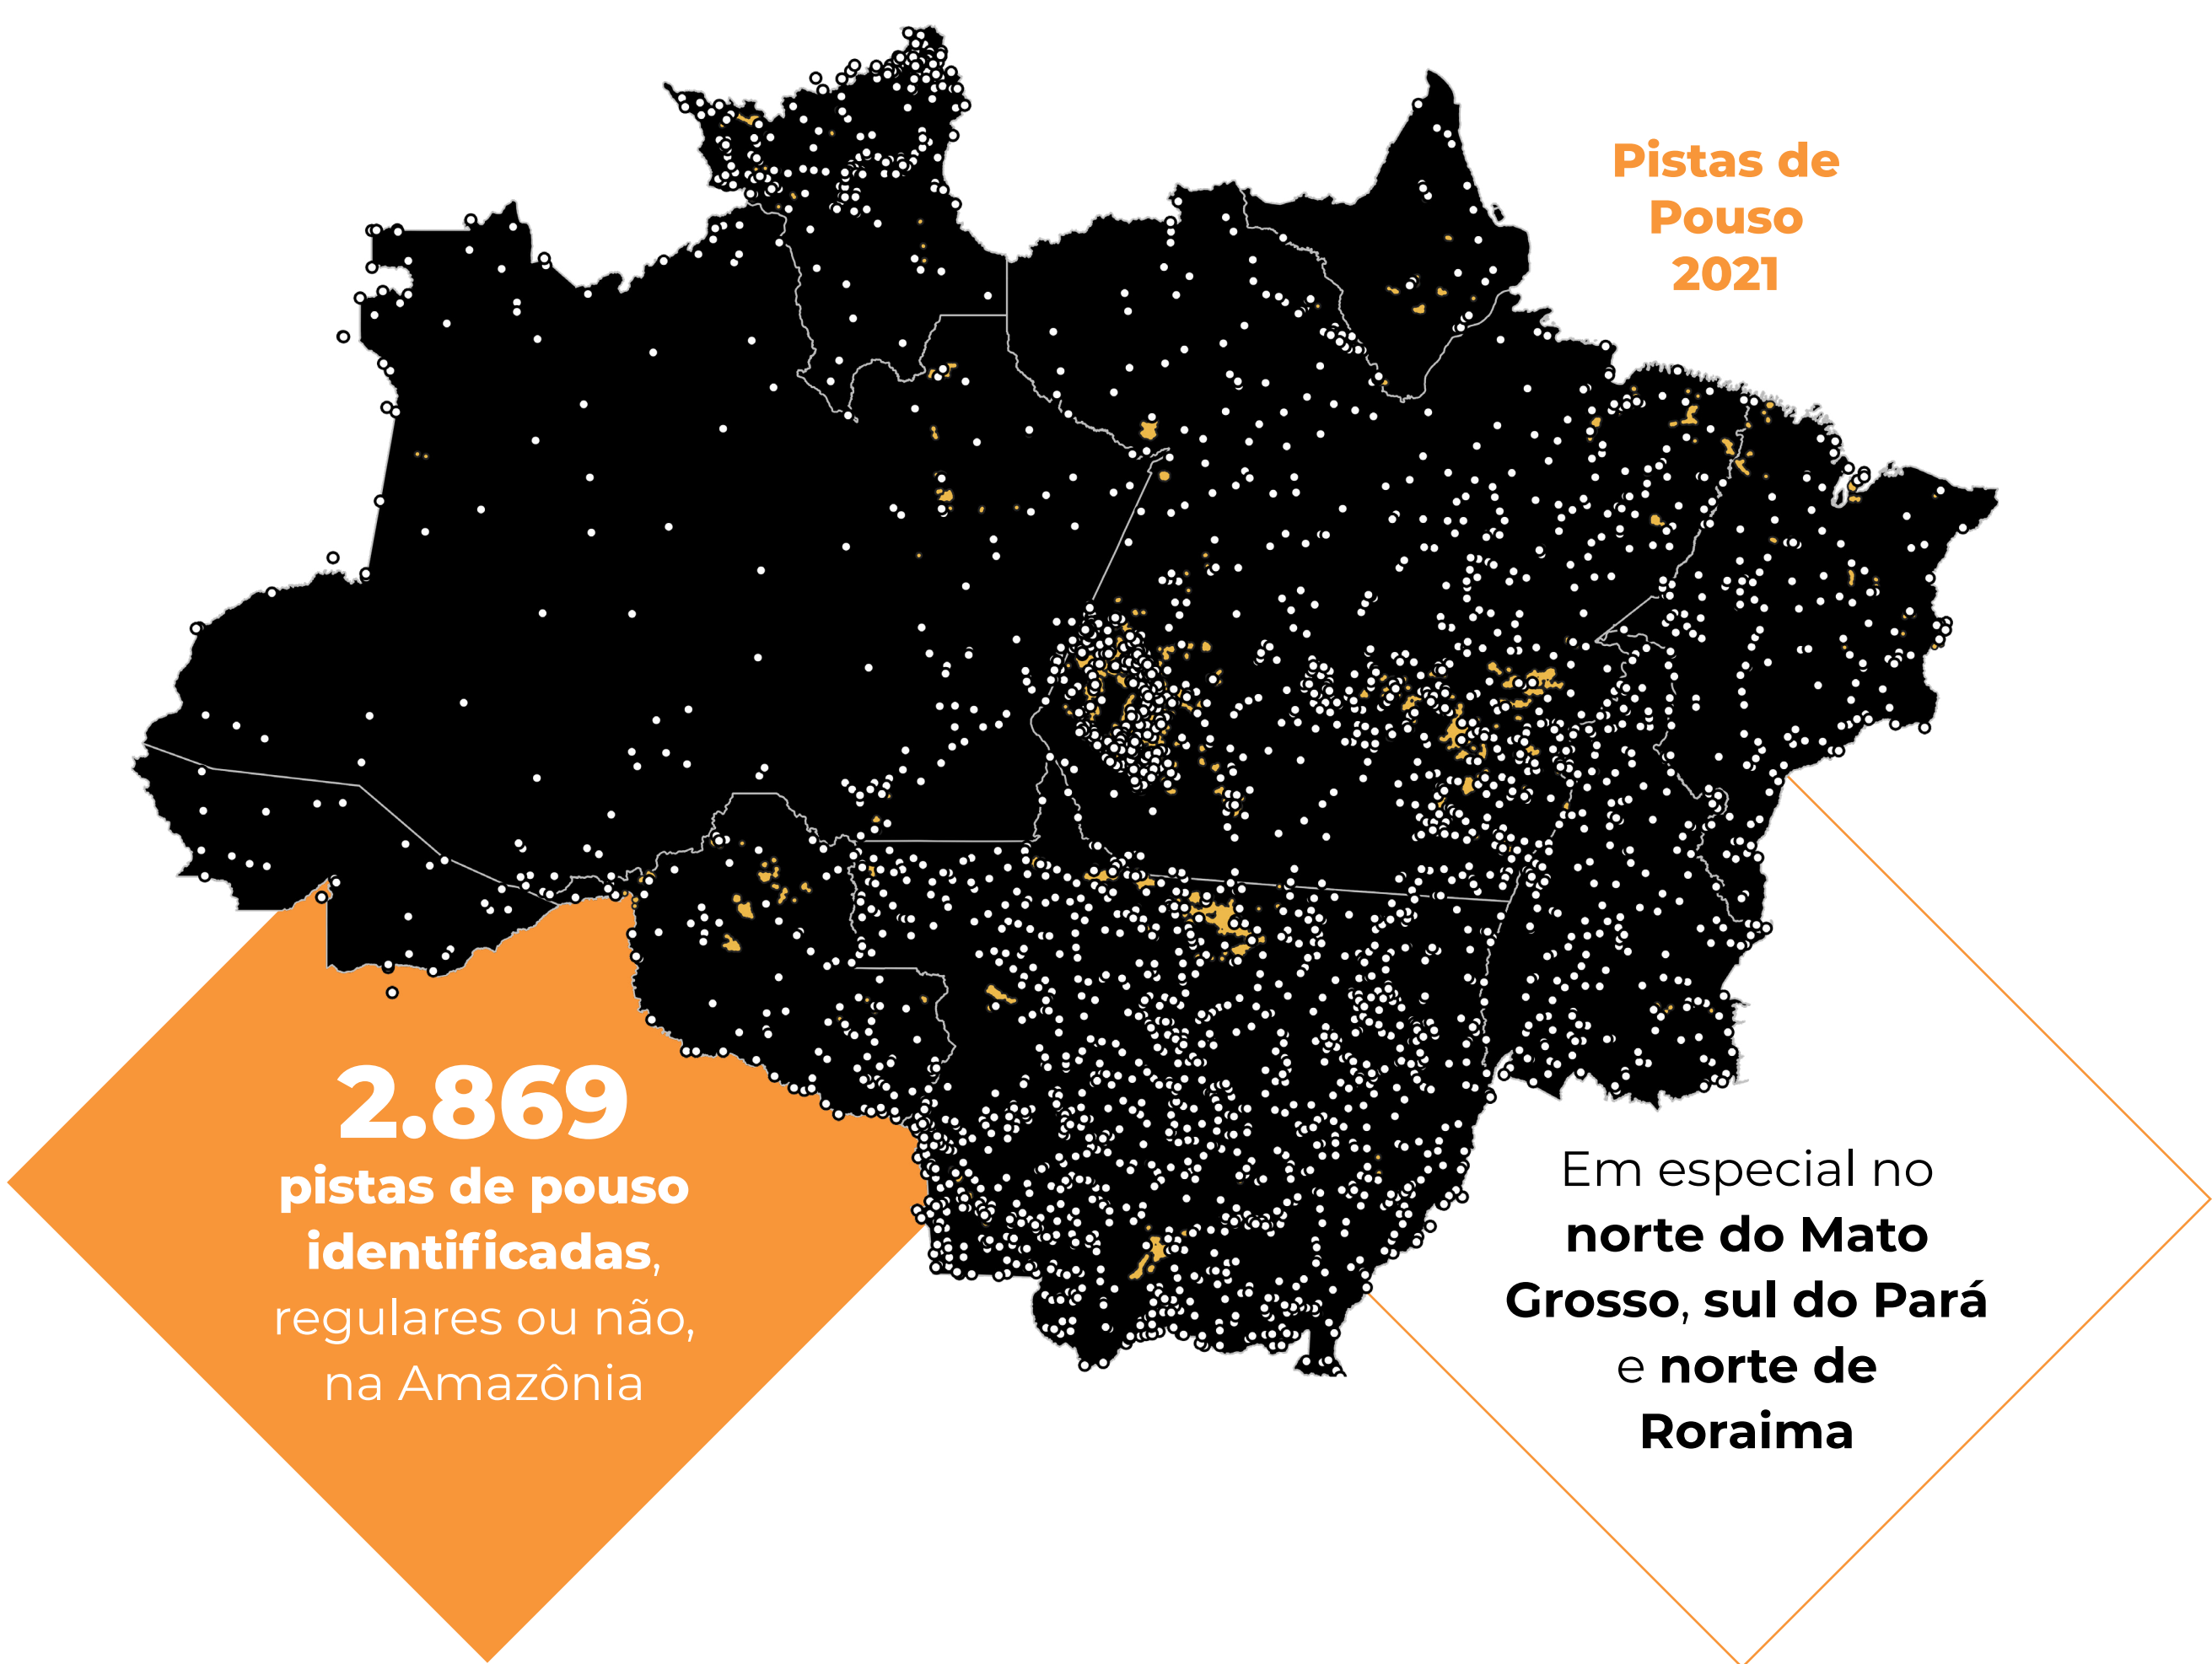 Pistas de
Pouso
2021
2.869
pistas de pouso
identificadas,
regulares ou não,
na Amazônia
Em especial no
norte do Mato
Grosso, sul do Pará
e norte de
Roraima